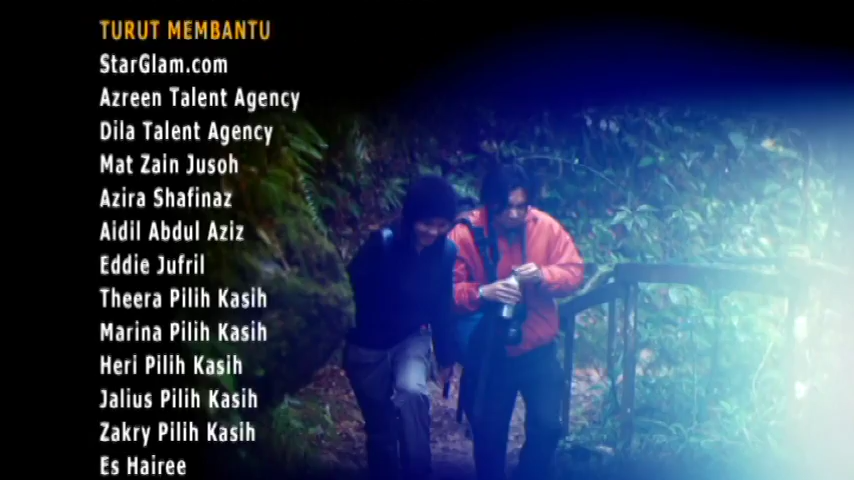 TURUT MEMBANTU
StarGlam.com
Azreen Talent Agency
Dila Talent Agency
Mat Zain Jusoh
Azira Shafinaz
Aidil Abdul Aziz
Eddie Jufril
Theera Pilih Kasih
Marina Pilih Kasih
Heri Pilih Kasih
Jalius Pilih Kasih
Zakry Pilih Kasih
Es Hairee